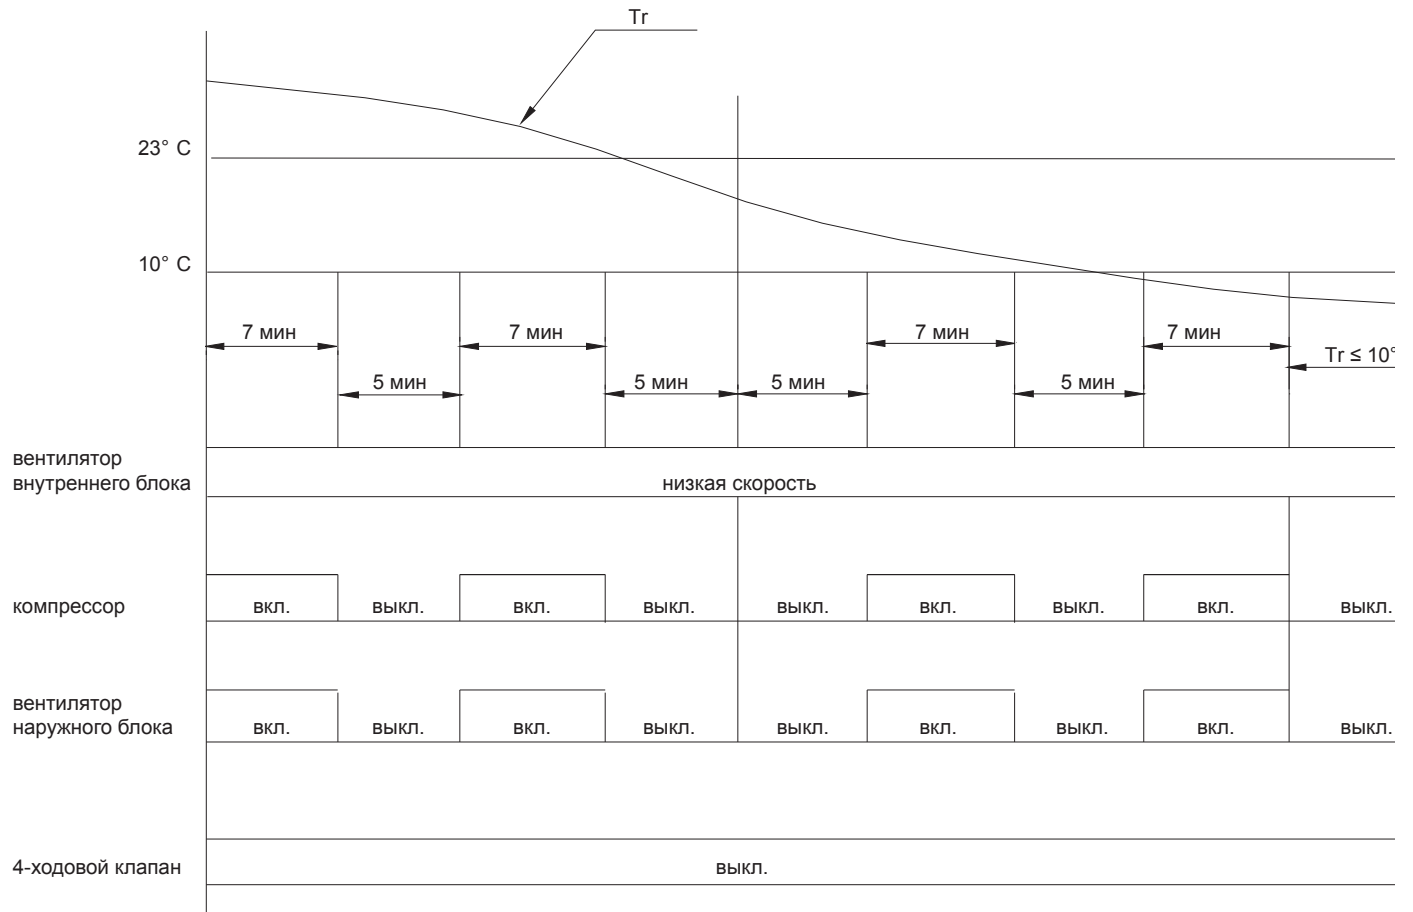 Tr
23° C
10° C
7 мин
7 мин
7 мин
7 мин
Tr ≤ 10°
5 мин
5 мин
5 мин
5 мин
вентилятор
внутреннего блока
низкая скорость
компрессор
вкл.
выкл.
вкл.
выкл.
выкл.
вкл.
выкл.
вкл.
выкл.
вентилятор
наружного блока
вкл.
выкл.
вкл.
выкл.
выкл.
вкл.
выкл.
вкл.
выкл.
4-ходовой клапан
выкл.